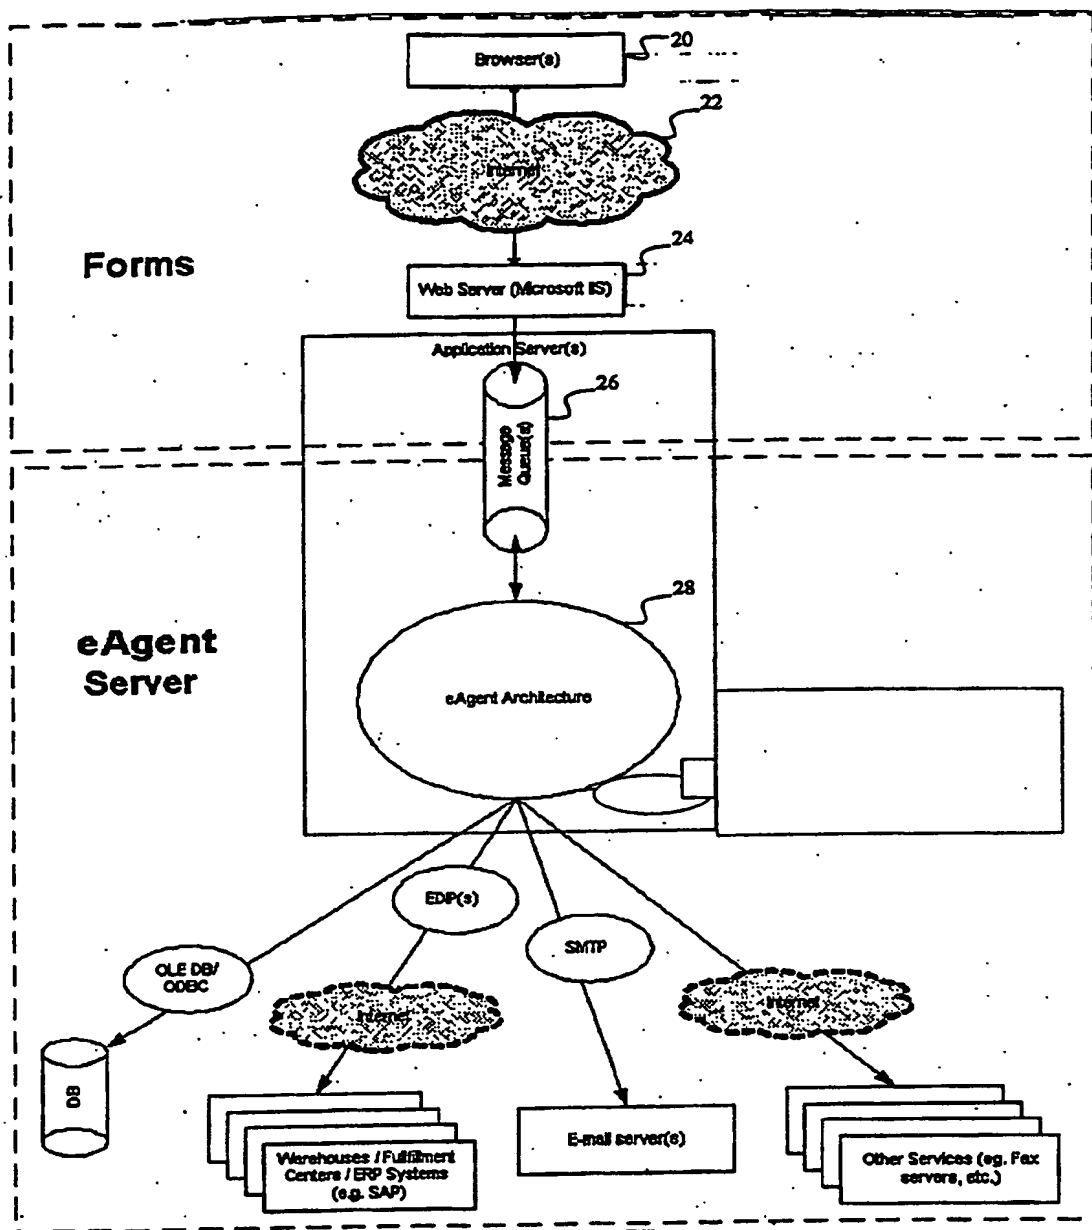 20
Browser(s)
22
Internet
24
Forms
Web Server (Microsoft IIS)
Application Server(s)
26
Message
Queue(s)
28
eAgent
Server
eAgent Architecture
EDIP(s)
SMTP
OLE DB/
ODBC
Internet
Internet
DB
E-mail server(s)
Warehouses / Fulfillment
Centers / ERP Systems
(e.g. SAP)
Other Services (eg. Fax
servers, etc.)